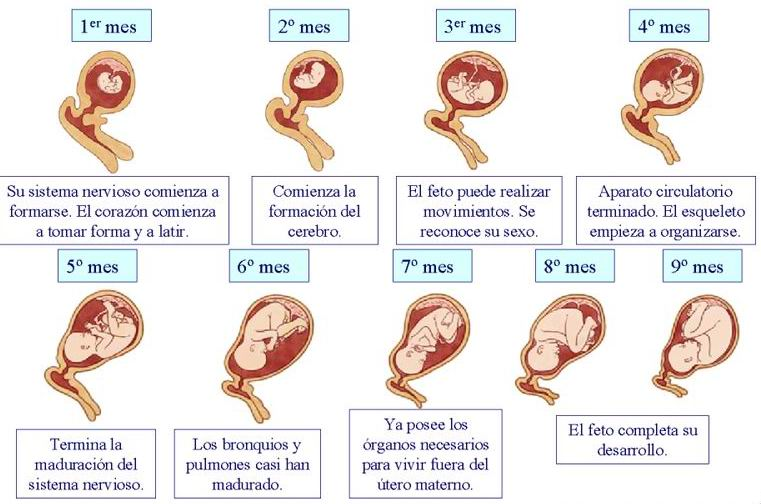 1er mes
2º mes
3er mes
4º mes
Su sistema nervioso comienza a
formarse. El corazón comienza
a tomar forma y a latir.
Comienza la
formación del
cerebro.
El feto puede realizar
movimientos. Se
reconoce su sexo.
Aparato circulatorio
terminado. El esqueleto
empieza a organizarse.
5º mes
6º mes
7º mes
8º mes
9º mes
Termina la
maduración del
sistema nervioso.
Los bronquios y
pulmones casi han
madurado.
Ya posee los
órganos necesarios
para vivir fuera del
útero materno.
El feto completa su
desarrollo.